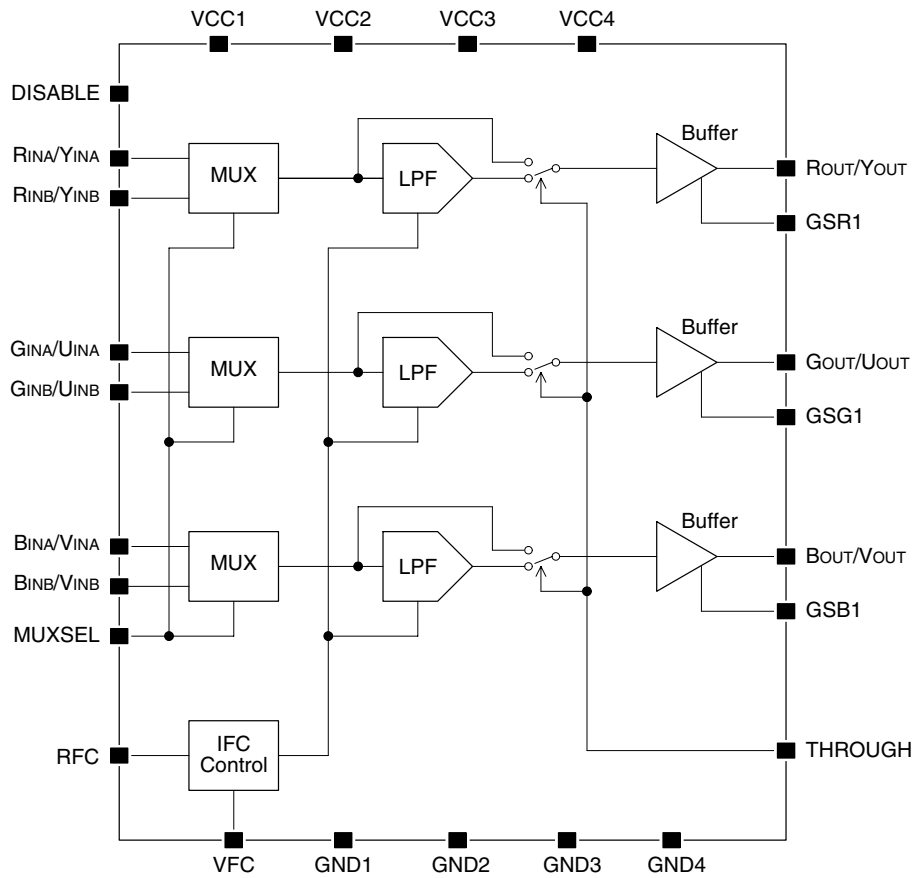 VCC1 VCC2 VCC3 VCC4
DISABLE
Buffer
RINA/YINA
MUX
LPF
ROUT/YOUT
RINB/YINB
GSR1
Buffer
GINA/UINA
MUX
LPF
GOUT/UOUT
GINB/UINB
GSG1
Buffer
BINA/VINA
MUX
LPF
BOUT/VOUT
BINB/VINB
GSB1
MUXSEL
RFC
IFC
Control
THROUGH
VFC GND1 GND2 GND3 GND4